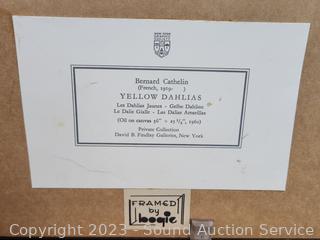 Bernard Cathelin
(French, 1919- )
YELLOW DAHLIAS
Les Dahlias Jaunes - Gelbe Dahlien
Le Dalie Gialle - Las Dalias Amarillas
(Oil on canvas 36" × 25 ½", 1960)
Private Collection
David B. Findlay Galleries, New York
FRAMED
by
bogie
Copyright 2023 - Sound Auction Service